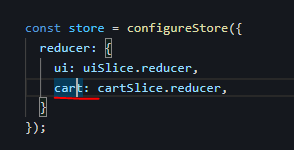 const store = configureStore({
reducer: {
ui: uiSlice.reducer,
cart: cartSlice.reducer,
}
});